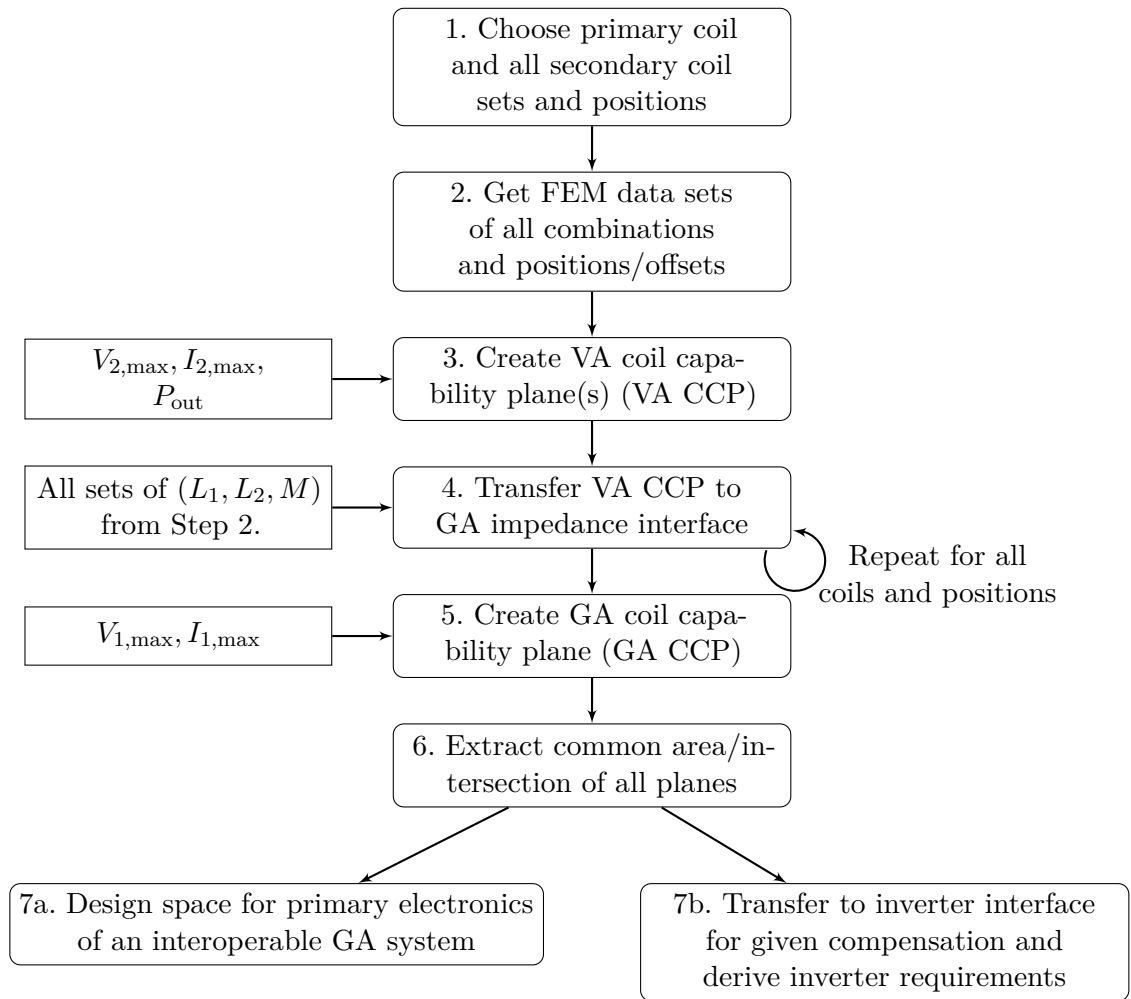 1. Choose primary coil
and all secondary coil
sets and positions
2. Get FEM data sets
of all combinations
and positions/offsets
V2,max, I2,max,
Pout
3. Create VA coil capa-
bility plane(s) (VA CCP)
All sets of (L1, L2, M)
from Step 2.
4. Transfer VA CCP to
GA impedance interface
Repeat for all
coils and positions
V1,max, I1,max
5. Create GA coil capa-
bility plane (GA CCP)
6. Extract common area/in-
tersection of all planes
7a. Design space for primary electronics
of an interoperable GA system
7b. Transfer to inverter interface
for given compensation and
derive inverter requirements